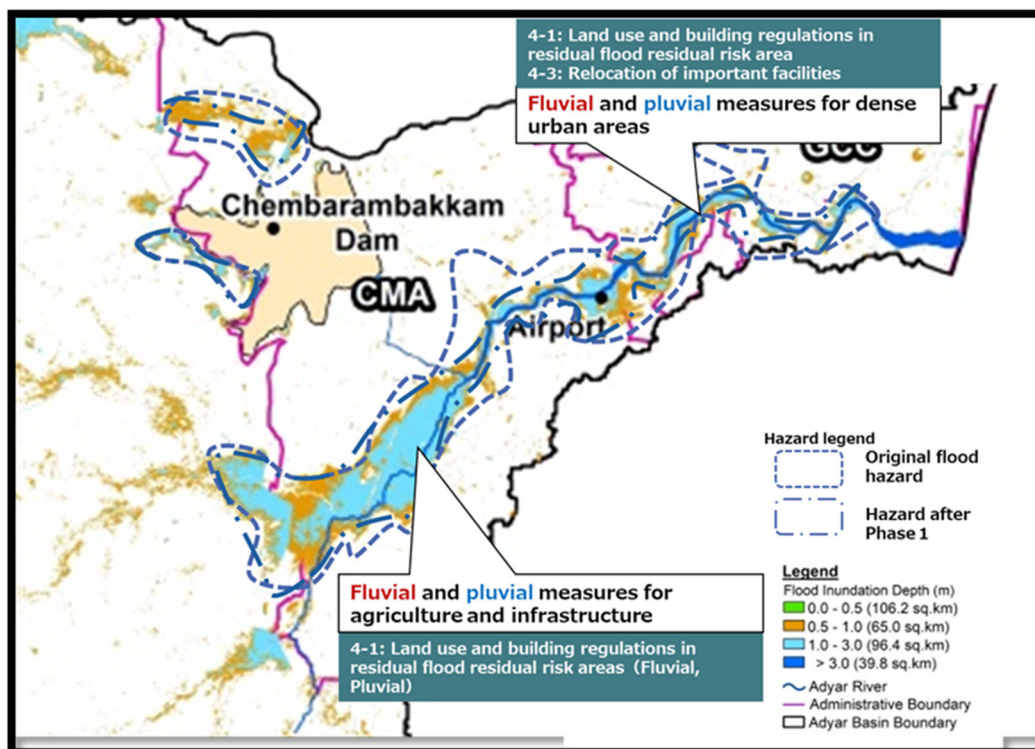 4-1: Land use and building regulations in
residual flood residual risk area
4-3: Relocation of important facilities
Fluvial and pluvial measures for dense
urban areas
GCC
Chembarambakkam
Dam
CMA
Airport
Hazard legend
Original flood
hazard
Hazard after
Phase 1
Fluvial and pluvial measures for
agriculture and infrastructure
4-1: Land use and building regulations in
residual flood residual risk areas (Fluvial,
Pluvial)
Legend
Flood Inundation Depth (m)
0.0 - 0.5 (106.2 sq.km)
0.5 - 1.0 (65.0 sq.km)
1.0 - 3.0 (96.4 sq.km)
> 3.0 (39.8 sq.km)
Adyar River
Administrative Boundary
Adyar Basin Boundary